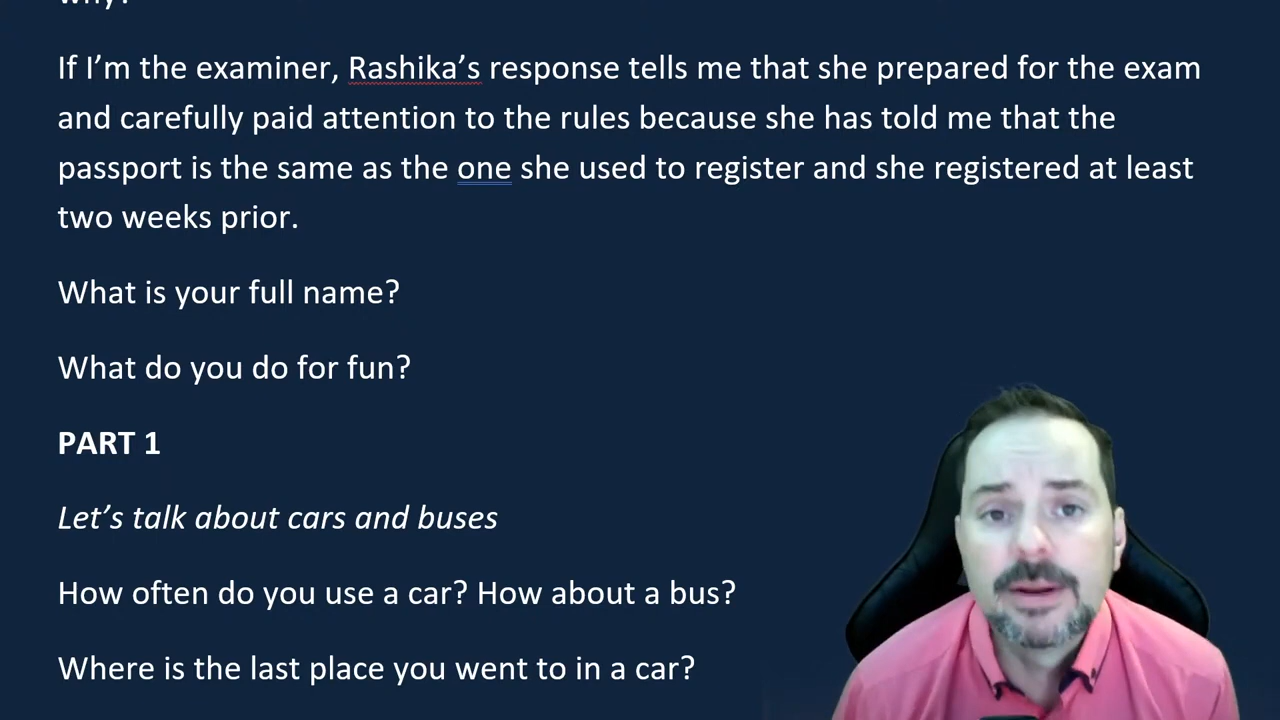 why?
If I’m the examiner, Rashika’s response tells me that she prepared for the exam
and carefully paid attention to the rules because she has told me that the
passport is the same as the one she used to register and she registered at least
two weeks prior.
What is your full name?
What do you do for fun?
PART 1
Let’s talk about cars and buses
How often do you use a car? How about a bus?
Where is the last place you went to in a car?